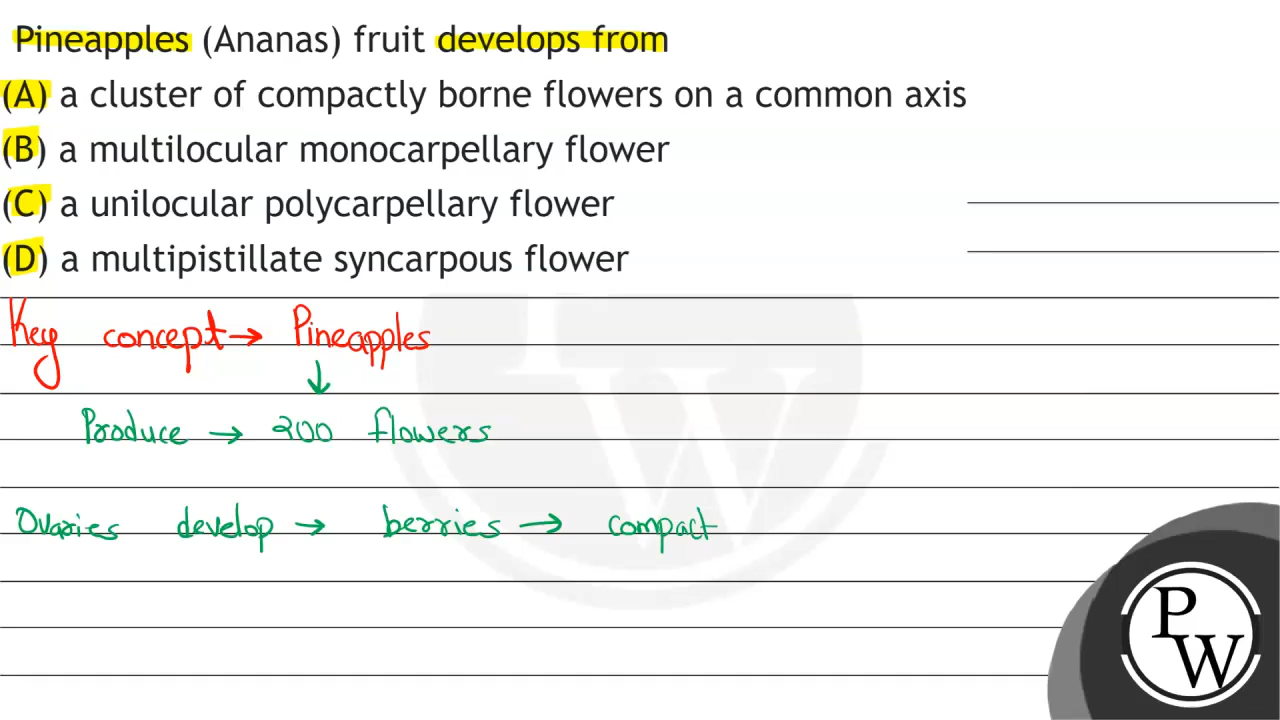 Pineapples (Ananas) fruit develops from
(A) a cluster of compactly borne flowers on a common axis
(B) a multilocular monocarpellary flower
(C) a unilocular polycarpellary flower
(D) a multipistillate syncarpous flower
Key concept → Pineapples
↓
Produce → 200 flowers
Ovaries develop → berries → compact
PW
PW